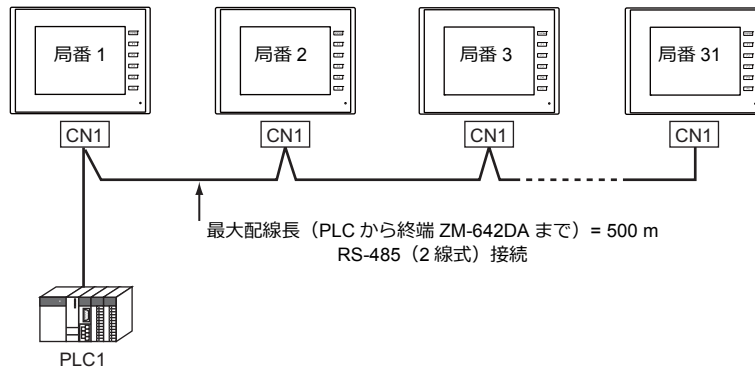 局番 1
局番 2
局番 3
局番 31
CN1
CN1
CN1
CN1
最大配線長（PLC から終端 ZM-642DA まで）= 500 m
RS-485（2 線式）接続
PLC1